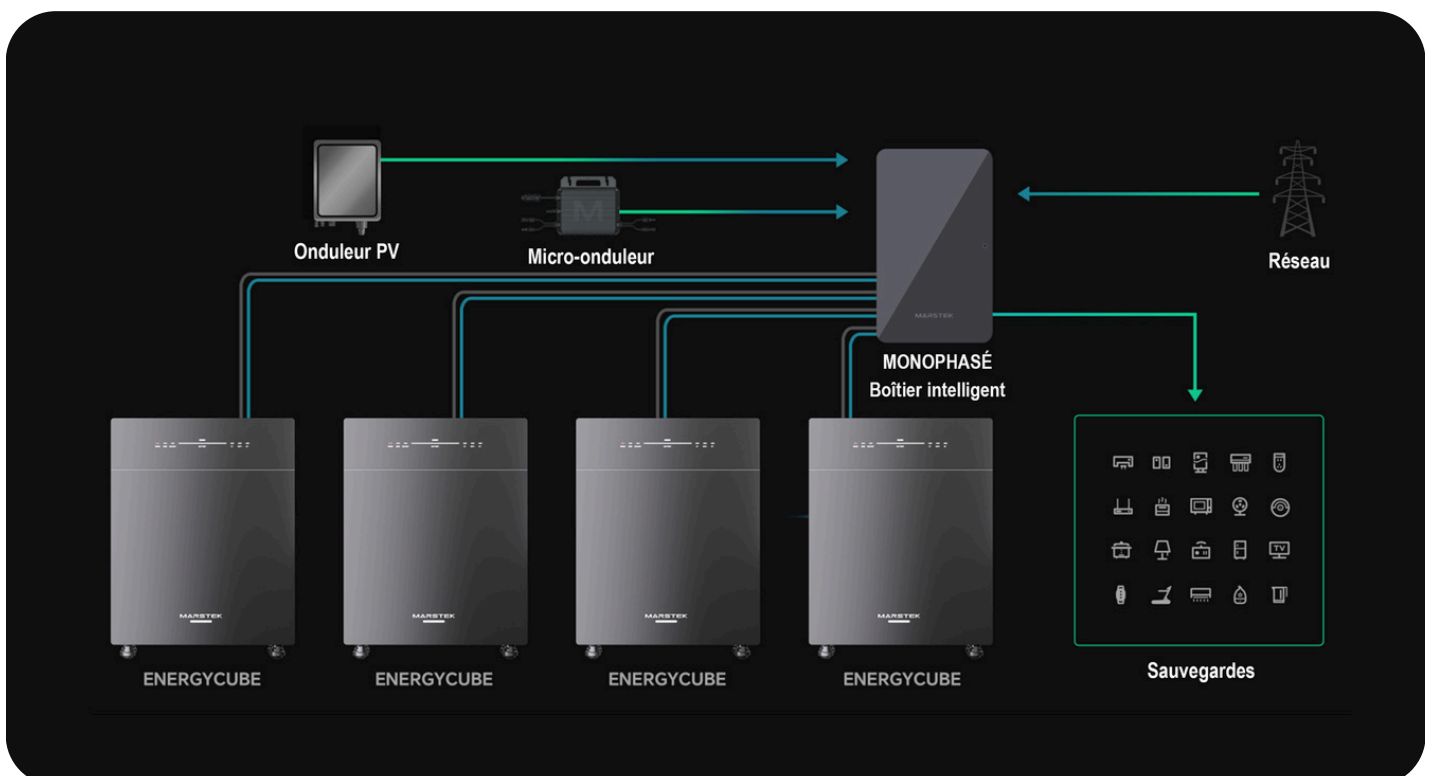 Onduleur PV
M
Micro-onduleur
Réseau
MARSTEK
MONOPHASÉ
Boîtier intelligent
TV
MARSTEK
MARSTEK
MARSTEK
MARSTEK
ENERGYCUBE
ENERGYCUBE
ENERGYCUBE
ENERGYCUBE
Sauvegardes